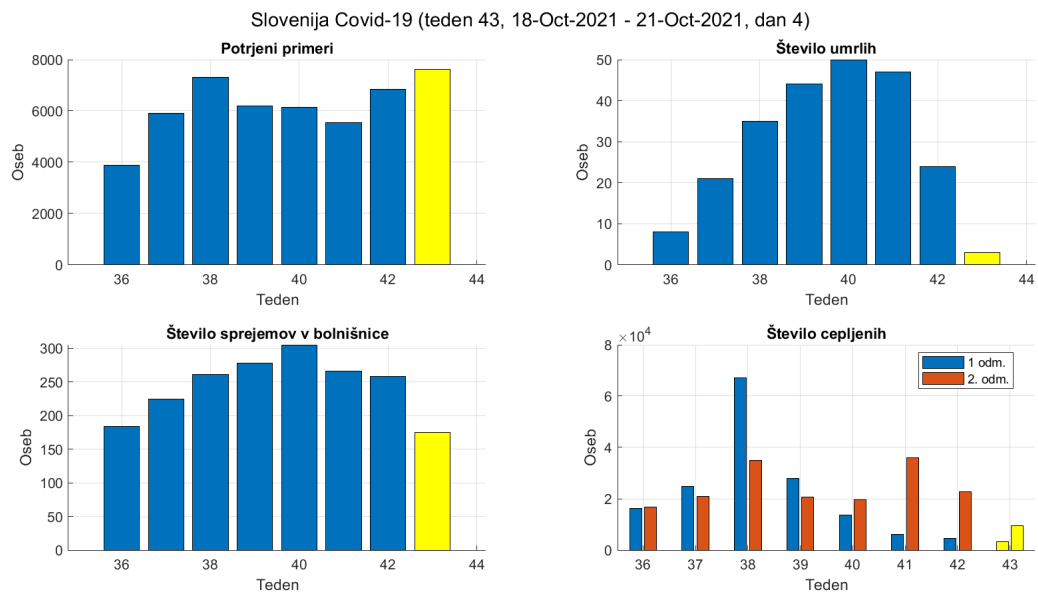 Slovenija Covid-19 (teden 43, 18-Oct-2021 - 21-Oct-2021, dan 4)
Potrjeni primeri
8000
6000
4000
2000
0
Oseb
36 38 40 42 44
Teden
Število umrlih
50
40
30
20
10
0
Oseb
36 38 40 42 44
Teden
Število sprejemov v bolnišnice
300
250
200
150
100
50
0
Oseb
36 38 40 42 44
Teden
Število cepljenih
×10⁴
8
6
4
2
0
Oseb
1 odm.
2. odm.
36 37 38 39 40 41 42 43
Teden